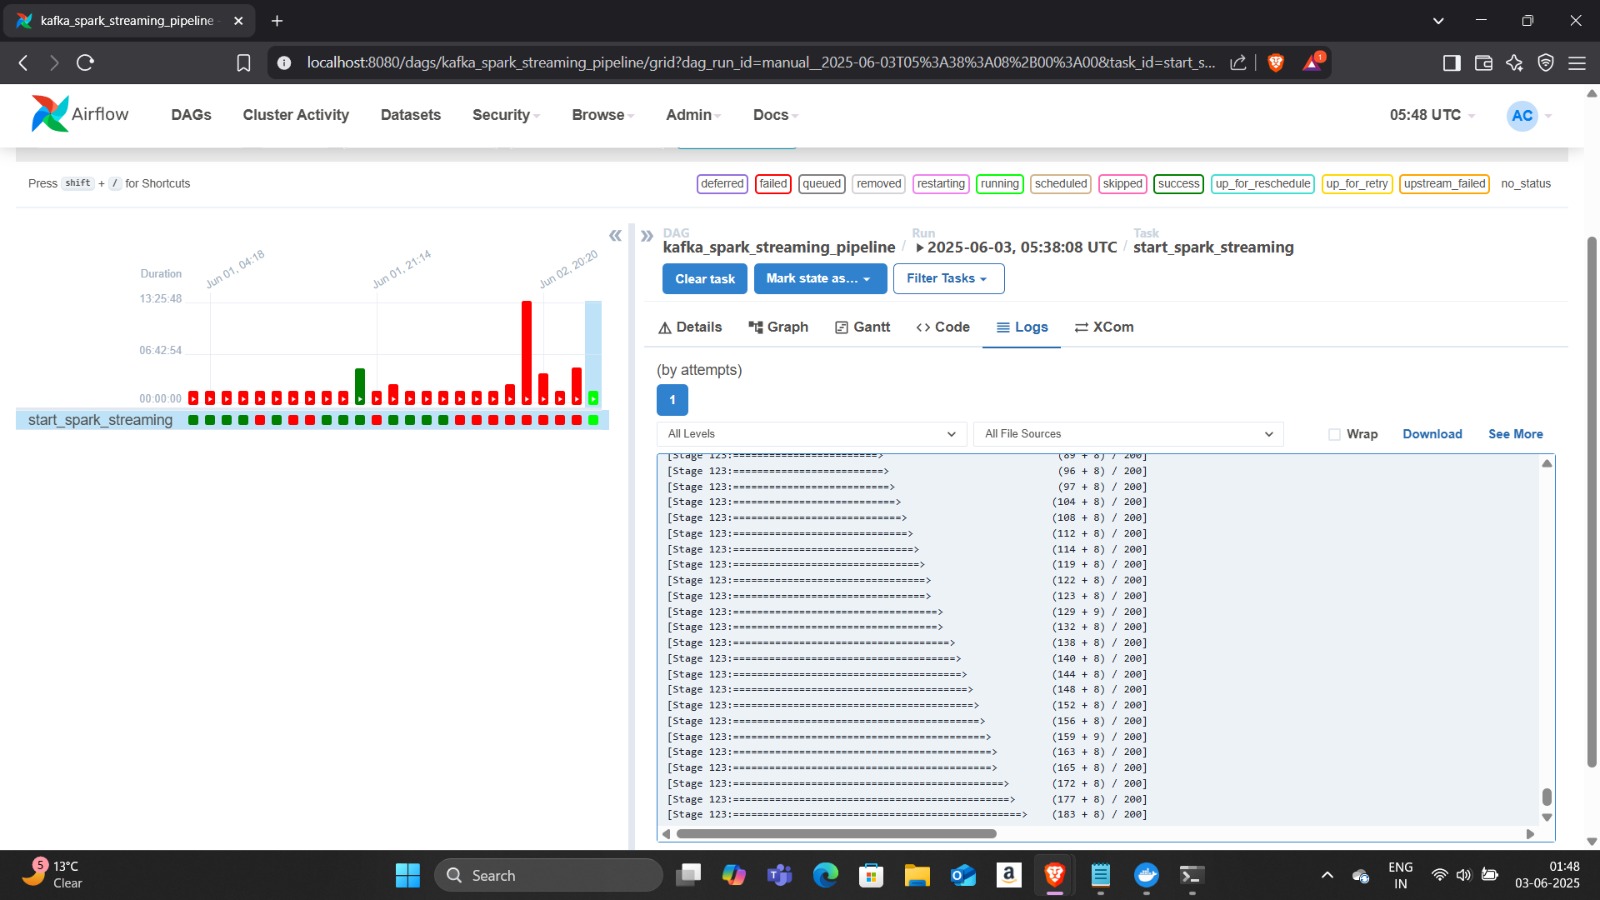 kafka_spark_streaming_pipeline
localhost:8080/dags/kafka_spark_streaming_pipeline/grid?dag_run_id=manual__2025-06-03T05%3A38%3A08%2B00%3A00&task_id=start_s...
1
Airflow DAGs Cluster Activity Datasets Security Browse Admin Docs 05:48 UTC AC
Press shift + / for Shortcuts
deferred failed queued removed restarting running scheduled skipped success up_for_reschedule up_for_retry upstream_failed no_status
Duration
Jun 01, 04:18
Jun 01, 21:14
Jun 02, 20:20
13:25:48
06:42:54
00:00:00
start_spark_streaming
DAG Run Task
kafka_spark_streaming_pipeline / 2025-06-03, 05:38:08 UTC / start_spark_streaming
Clear task Mark state as... Filter Tasks
Details Graph Gantt Code Logs XCom
(by attempts)
1
All Levels All File Sources Wrap Download See More
[Stage 123:========================> (89 + 8) / 200]
[Stage 123:=========================> (96 + 8) / 200]
[Stage 123:==========================> (97 + 8) / 200]
[Stage 123:===========================> (104 + 8) / 200]
[Stage 123:============================> (108 + 8) / 200]
[Stage 123:=============================> (112 + 8) / 200]
[Stage 123:==============================> (114 + 8) / 200]
[Stage 123:===============================> (119 + 8) / 200]
[Stage 123:================================> (122 + 8) / 200]
[Stage 123:================================> (123 + 8) / 200]
[Stage 123:==================================> (129 + 9) / 200]
[Stage 123:==================================> (132 + 8) / 200]
[Stage 123:====================================> (138 + 8) / 200]
[Stage 123:=====================================> (140 + 8) / 200]
[Stage 123:======================================> (144 + 8) / 200]
[Stage 123:=======================================> (148 + 8) / 200]
[Stage 123:========================================> (152 + 8) / 200]
[Stage 123:=========================================> (156 + 8) / 200]
[Stage 123:==========================================> (159 + 9) / 200]
[Stage 123:===========================================> (163 + 8) / 200]
[Stage 123:===========================================> (165 + 8) / 200]
[Stage 123:=============================================> (172 + 8) / 200]
[Stage 123:==============================================> (177 + 8) / 200]
[Stage 123:================================================> (183 + 8) / 200]
5
13°C
Clear
Search
a
ENG
IN
01:48
03-06-2025